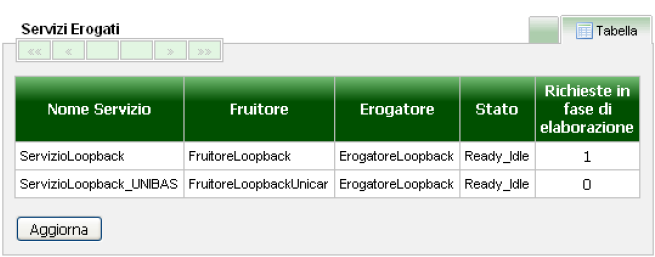 Servizi Erogati
Tabella
<< < > >>
Nome Servizio Fruitore Erogatore Stato Richieste in fase di elaborazione
ServizioLoopback FruitoreLoopback ErogatoreLoopback Ready_Idle 1
ServizioLoopback_UNIBAS FruitoreLoopbackUnicar ErogatoreLoopback Ready_Idle 0
Aggiorna